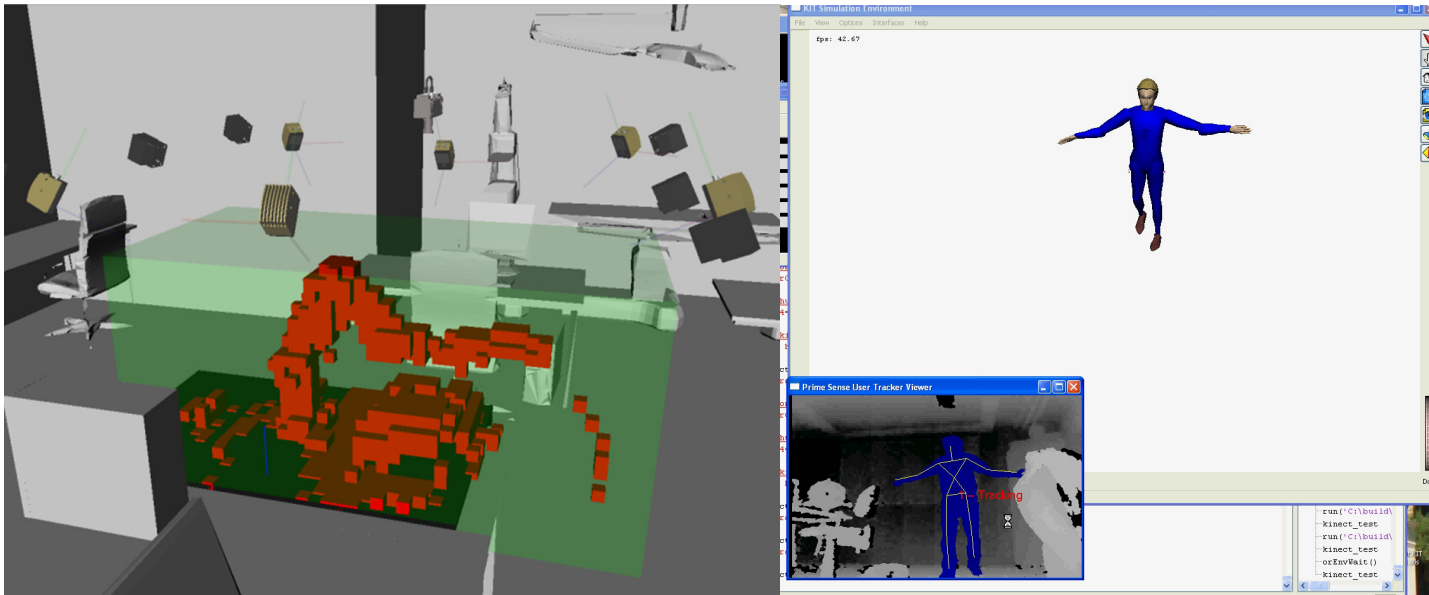 KIT Simulation Environment
File View Options Interfaces Help
fps: 42.67
Prime Sense User Tracker Viewer
1 - Tracking
run('C:\build\
kinect_test
run('C:\build\
kinect_test
orEnvWait()
kinect_test